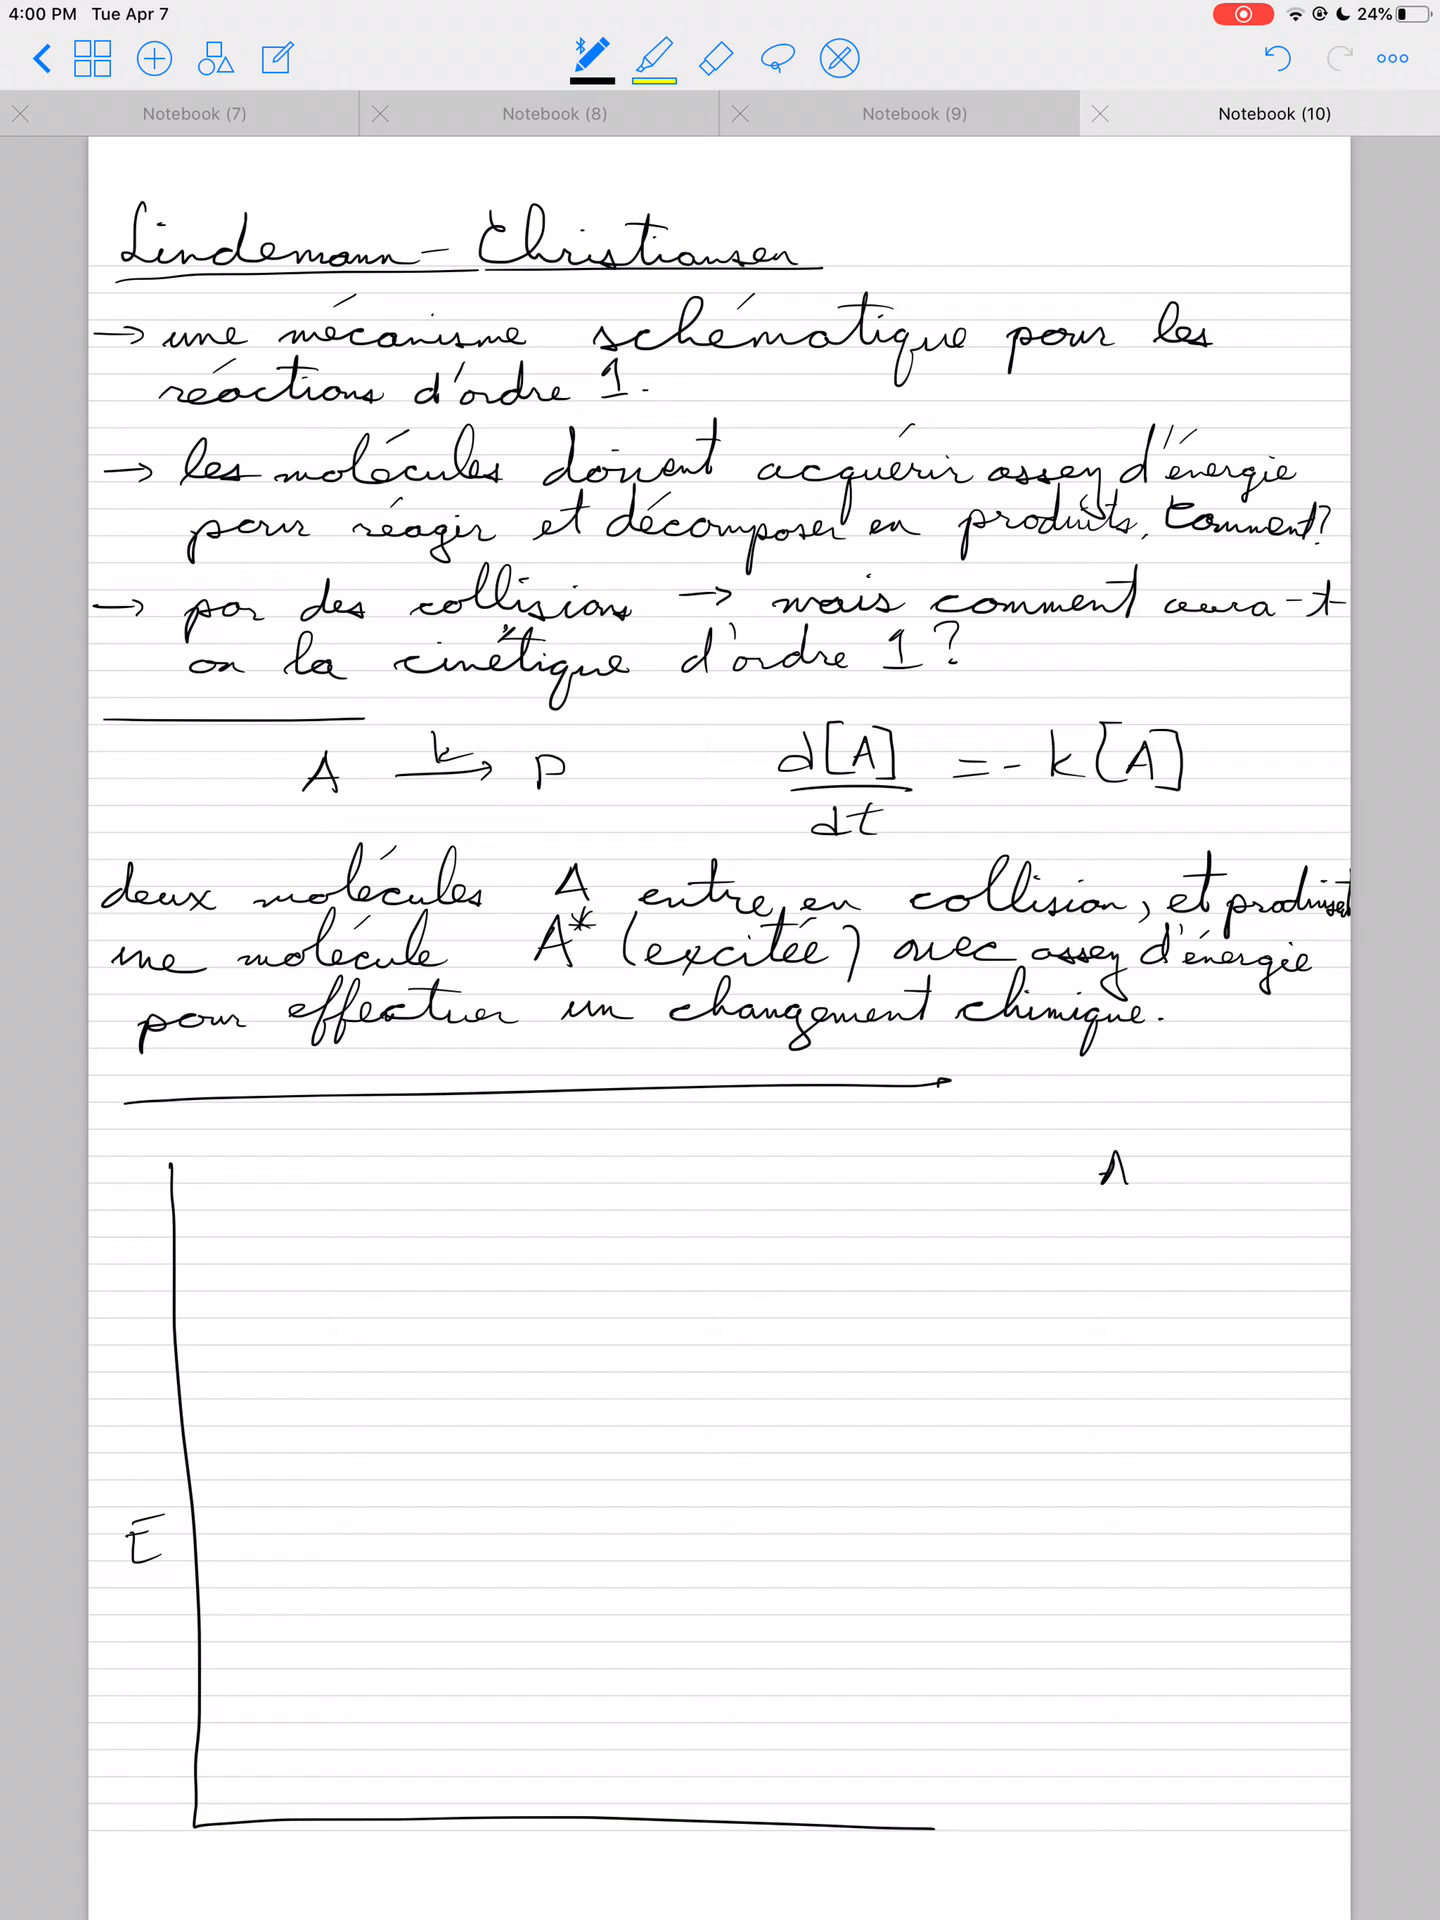 4:00 PM Tue Apr 7 24%
Notebook (7) Notebook (8) Notebook (9) Notebook (10)
Lindemann - Christiansen
→ une mécanisme schématique pour les
réactions d'ordre 1.
→ les molécules doivent acquérir assez d'énergie
pour réagir et décomposer en produits. Comment?
→ par des collisions → mais comment aura-t-
on la cinétique d'ordre 1?
A k→ P d[A]/dt = - k[A]
deux molécules A entre en collision, et produisent
une molécule A* (excitée) avec assez d'énergie
pour effectuer un changement chimique.
A
E